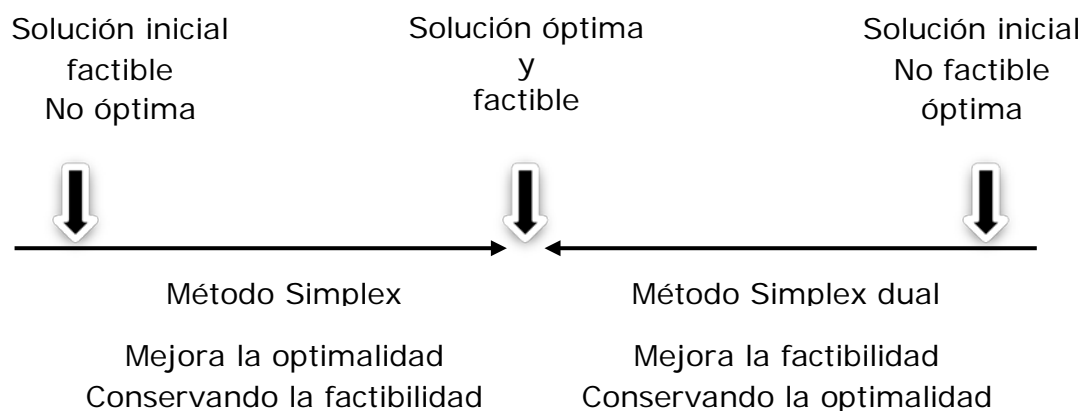 Solución inicial
factible
No óptima
Solución óptima
y
factible
Solución inicial
No factible
óptima
Método Simplex
Mejora la optimalidad
Conservando la factibilidad
Método Simplex dual
Mejora la factibilidad
Conservando la optimalidad